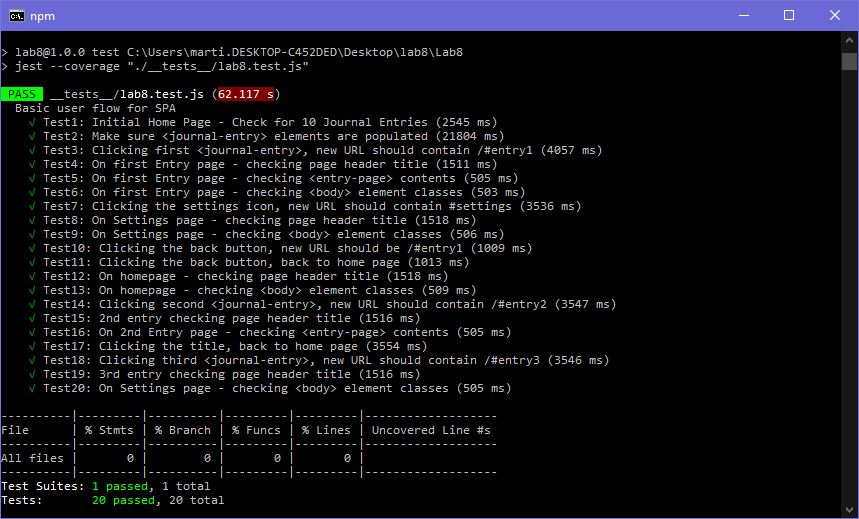 npm
> lab8@1.0.0 test C:\Users\marti.DESKTOP-C452DED\Desktop\lab8\Lab8
> jest --coverage "./__tests__/lab8.test.js"
PASS __tests__/lab8.test.js (62.117 s)
Basic user flow for SPA
√ Test1: Initial Home Page - Check for 10 Journal Entries (2545 ms)
√ Test2: Make sure <journal-entry> elements are populated (21804 ms)
√ Test3: Clicking first <journal-entry>, new URL should contain /#entry1 (4057 ms)
√ Test4: On first Entry page - checking page header title (1511 ms)
√ Test5: On first Entry page - checking <entry-page> contents (505 ms)
√ Test6: On first Entry page - checking <body> element classes (503 ms)
√ Test7: Clicking the settings icon, new URL should contain #settings (3536 ms)
√ Test8: On Settings page - checking page header title (1518 ms)
√ Test9: On Settings page - checking <body> element classes (506 ms)
√ Test10: Clicking the back button, new URL should be /#entry1 (1009 ms)
√ Test11: Clicking the back button, back to home page (1013 ms)
√ Test12: On homepage - checking page header title (1518 ms)
√ Test13: On homepage - checking <body> element classes (509 ms)
√ Test14: Clicking second <journal-entry>, new URL should contain /#entry2 (3547 ms)
√ Test15: 2nd entry checking page header title (1516 ms)
√ Test16: On 2nd Entry page - checking <entry-page> contents (505 ms)
√ Test17: Clicking the title, back to home page (3554 ms)
√ Test18: Clicking third <journal-entry>, new URL should contain /#entry3 (3546 ms)
√ Test19: 3rd entry checking page header title (1516 ms)
√ Test20: On Settings page - checking <body> element classes (505 ms)
----------|---------|----------|---------|---------|-------------------
File      | % Stmts | % Branch | % Funcs | % Lines | Uncovered Line #s
----------|---------|----------|---------|---------|-------------------
All files |       0 |        0 |       0 |       0 |
----------|---------|----------|---------|---------|-------------------
Test Suites: 1 passed, 1 total
Tests:       20 passed, 20 total